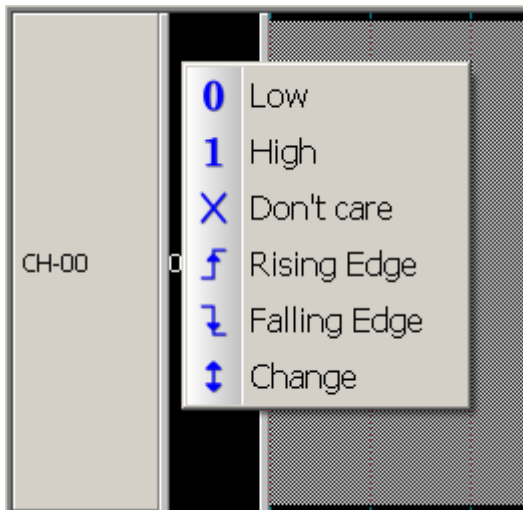 0 Low
1 High
Don't care
CH-00
Rising Edge
Falling Edge
Change